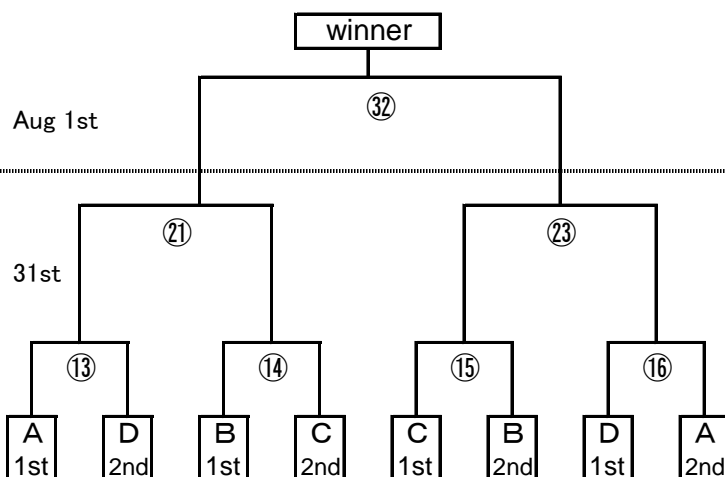 winner
㉜
Aug 1st
㉑ ㉓
31st
⑬ ⑭ ⑮ ⑯
A D B C C B D A
1st 2nd 1st 2nd 1st 2nd 1st 2nd